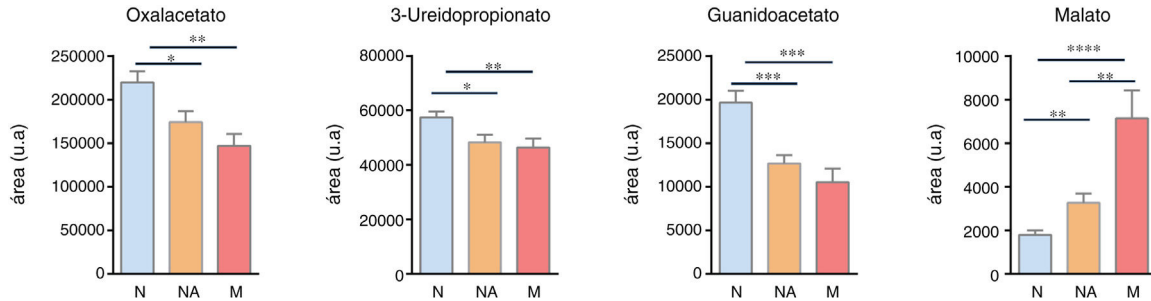 Oxalacetato
**
*
250000
200000
150000
100000
50000
0
área (u.a)
N NA M
3-Ureidopropionato
**
*
80000
60000
40000
20000
0
área (u.a)
N NA M
Guanidoacetato
***
***
25000
20000
15000
10000
5000
0
área (u.a)
N NA M
Malato
****
**
**
10000
8000
6000
4000
2000
0
área (u.a)
N NA M